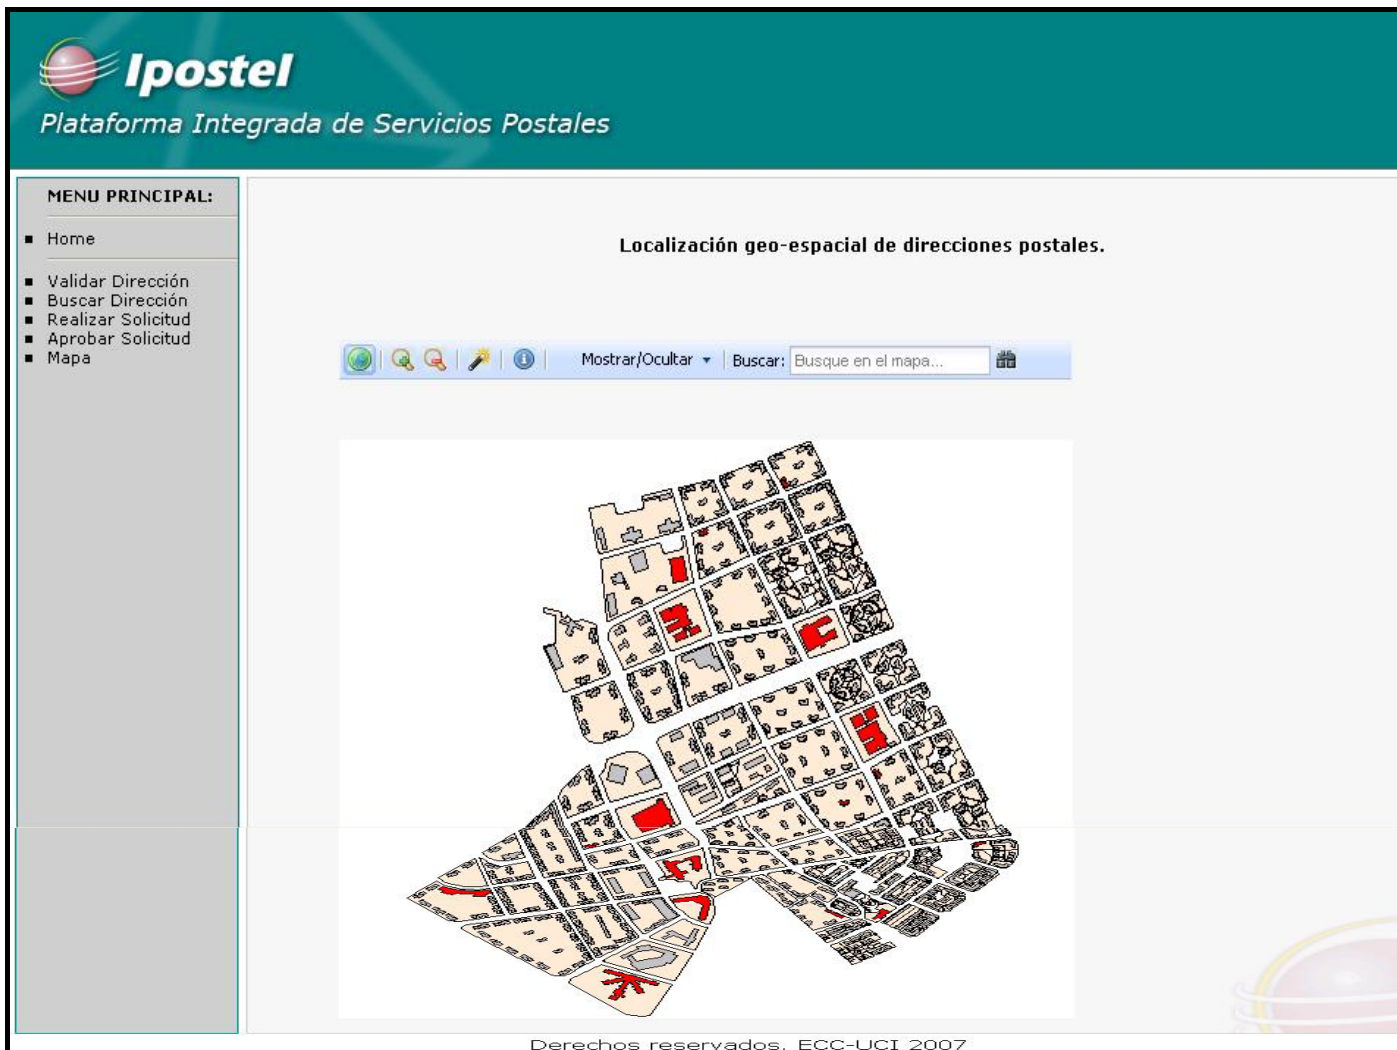 Ipostel
Plataforma Integrada de Servicios Postales
MENU PRINCIPAL:
Home
Validar Dirección
Buscar Dirección
Realizar Solicitud
Aprobar Solicitud
Mapa
Localización geo-espacial de direcciones postales.
Mostrar/Ocultar Buscar: Busque en el mapa...
Derechos reservados. ECC-UCI 2007